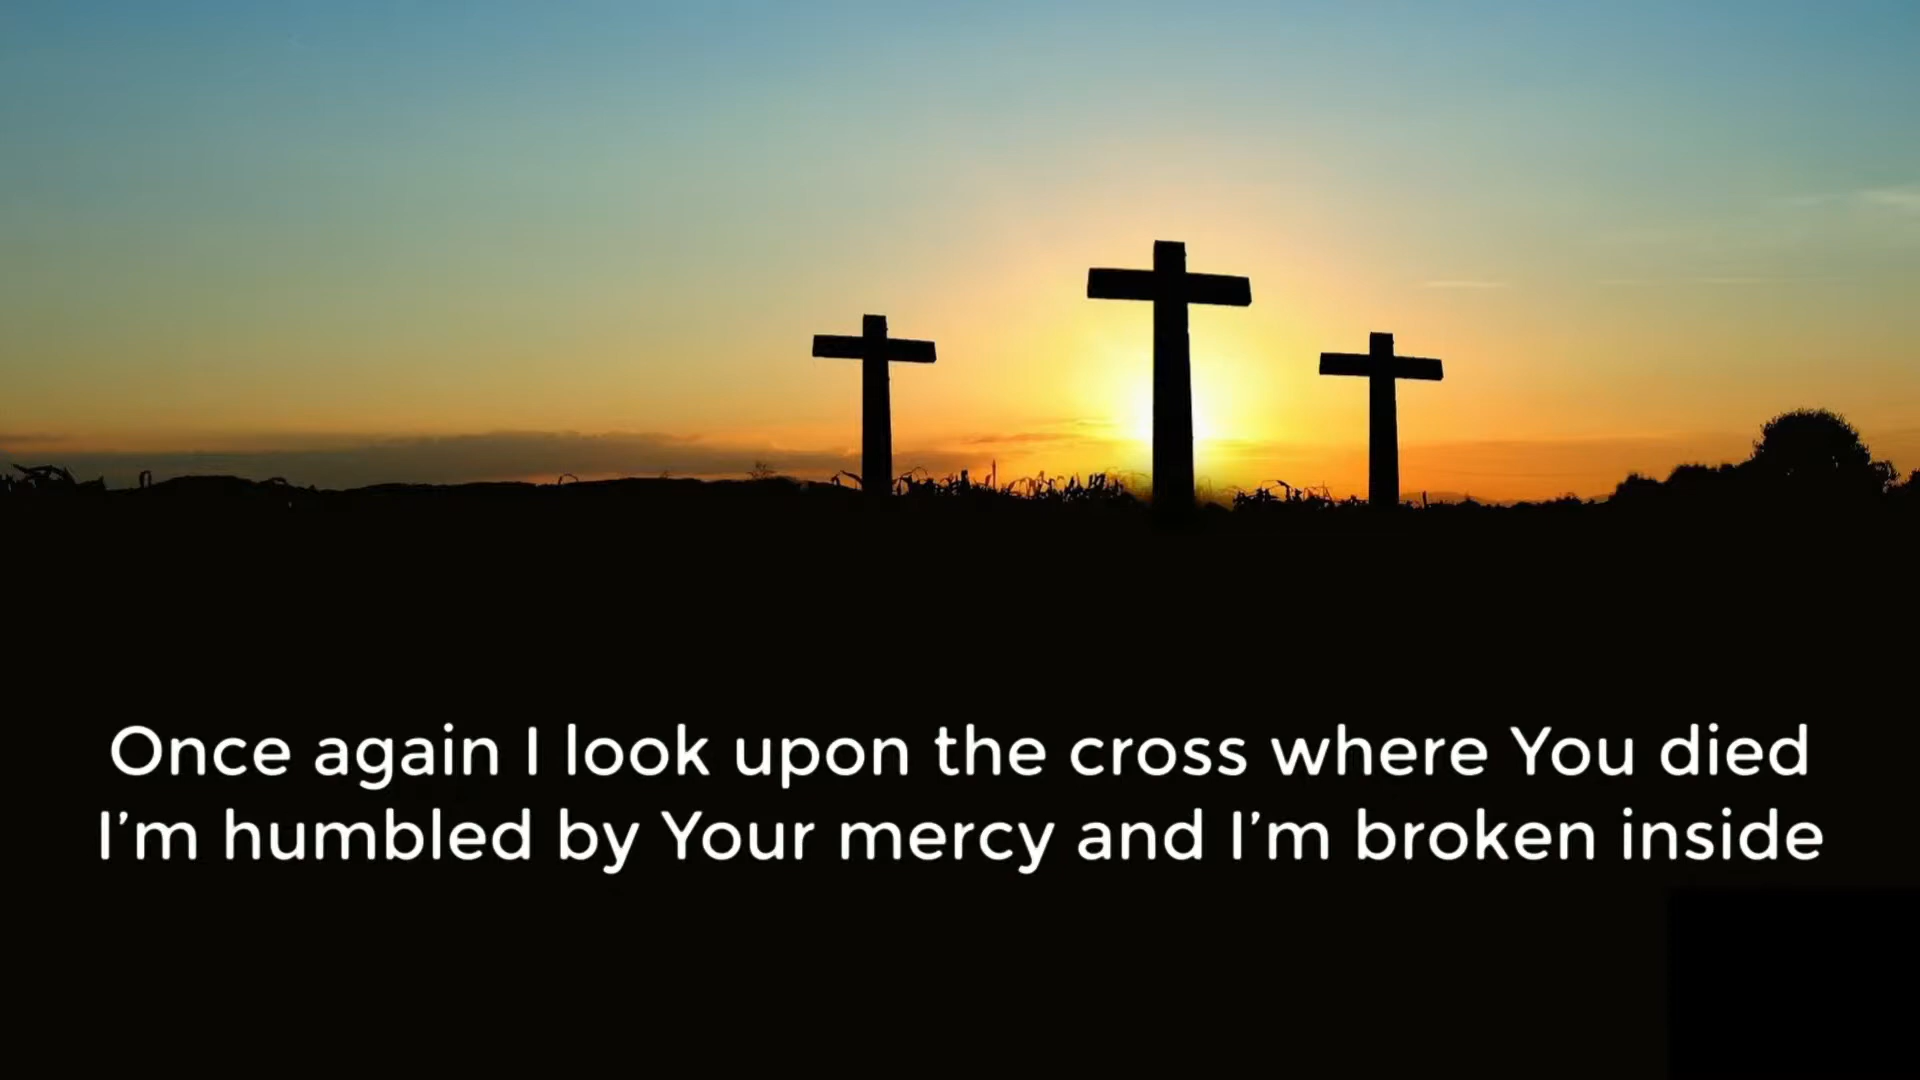 Once again I look upon the cross where You died
I’m humbled by Your mercy and I’m broken inside